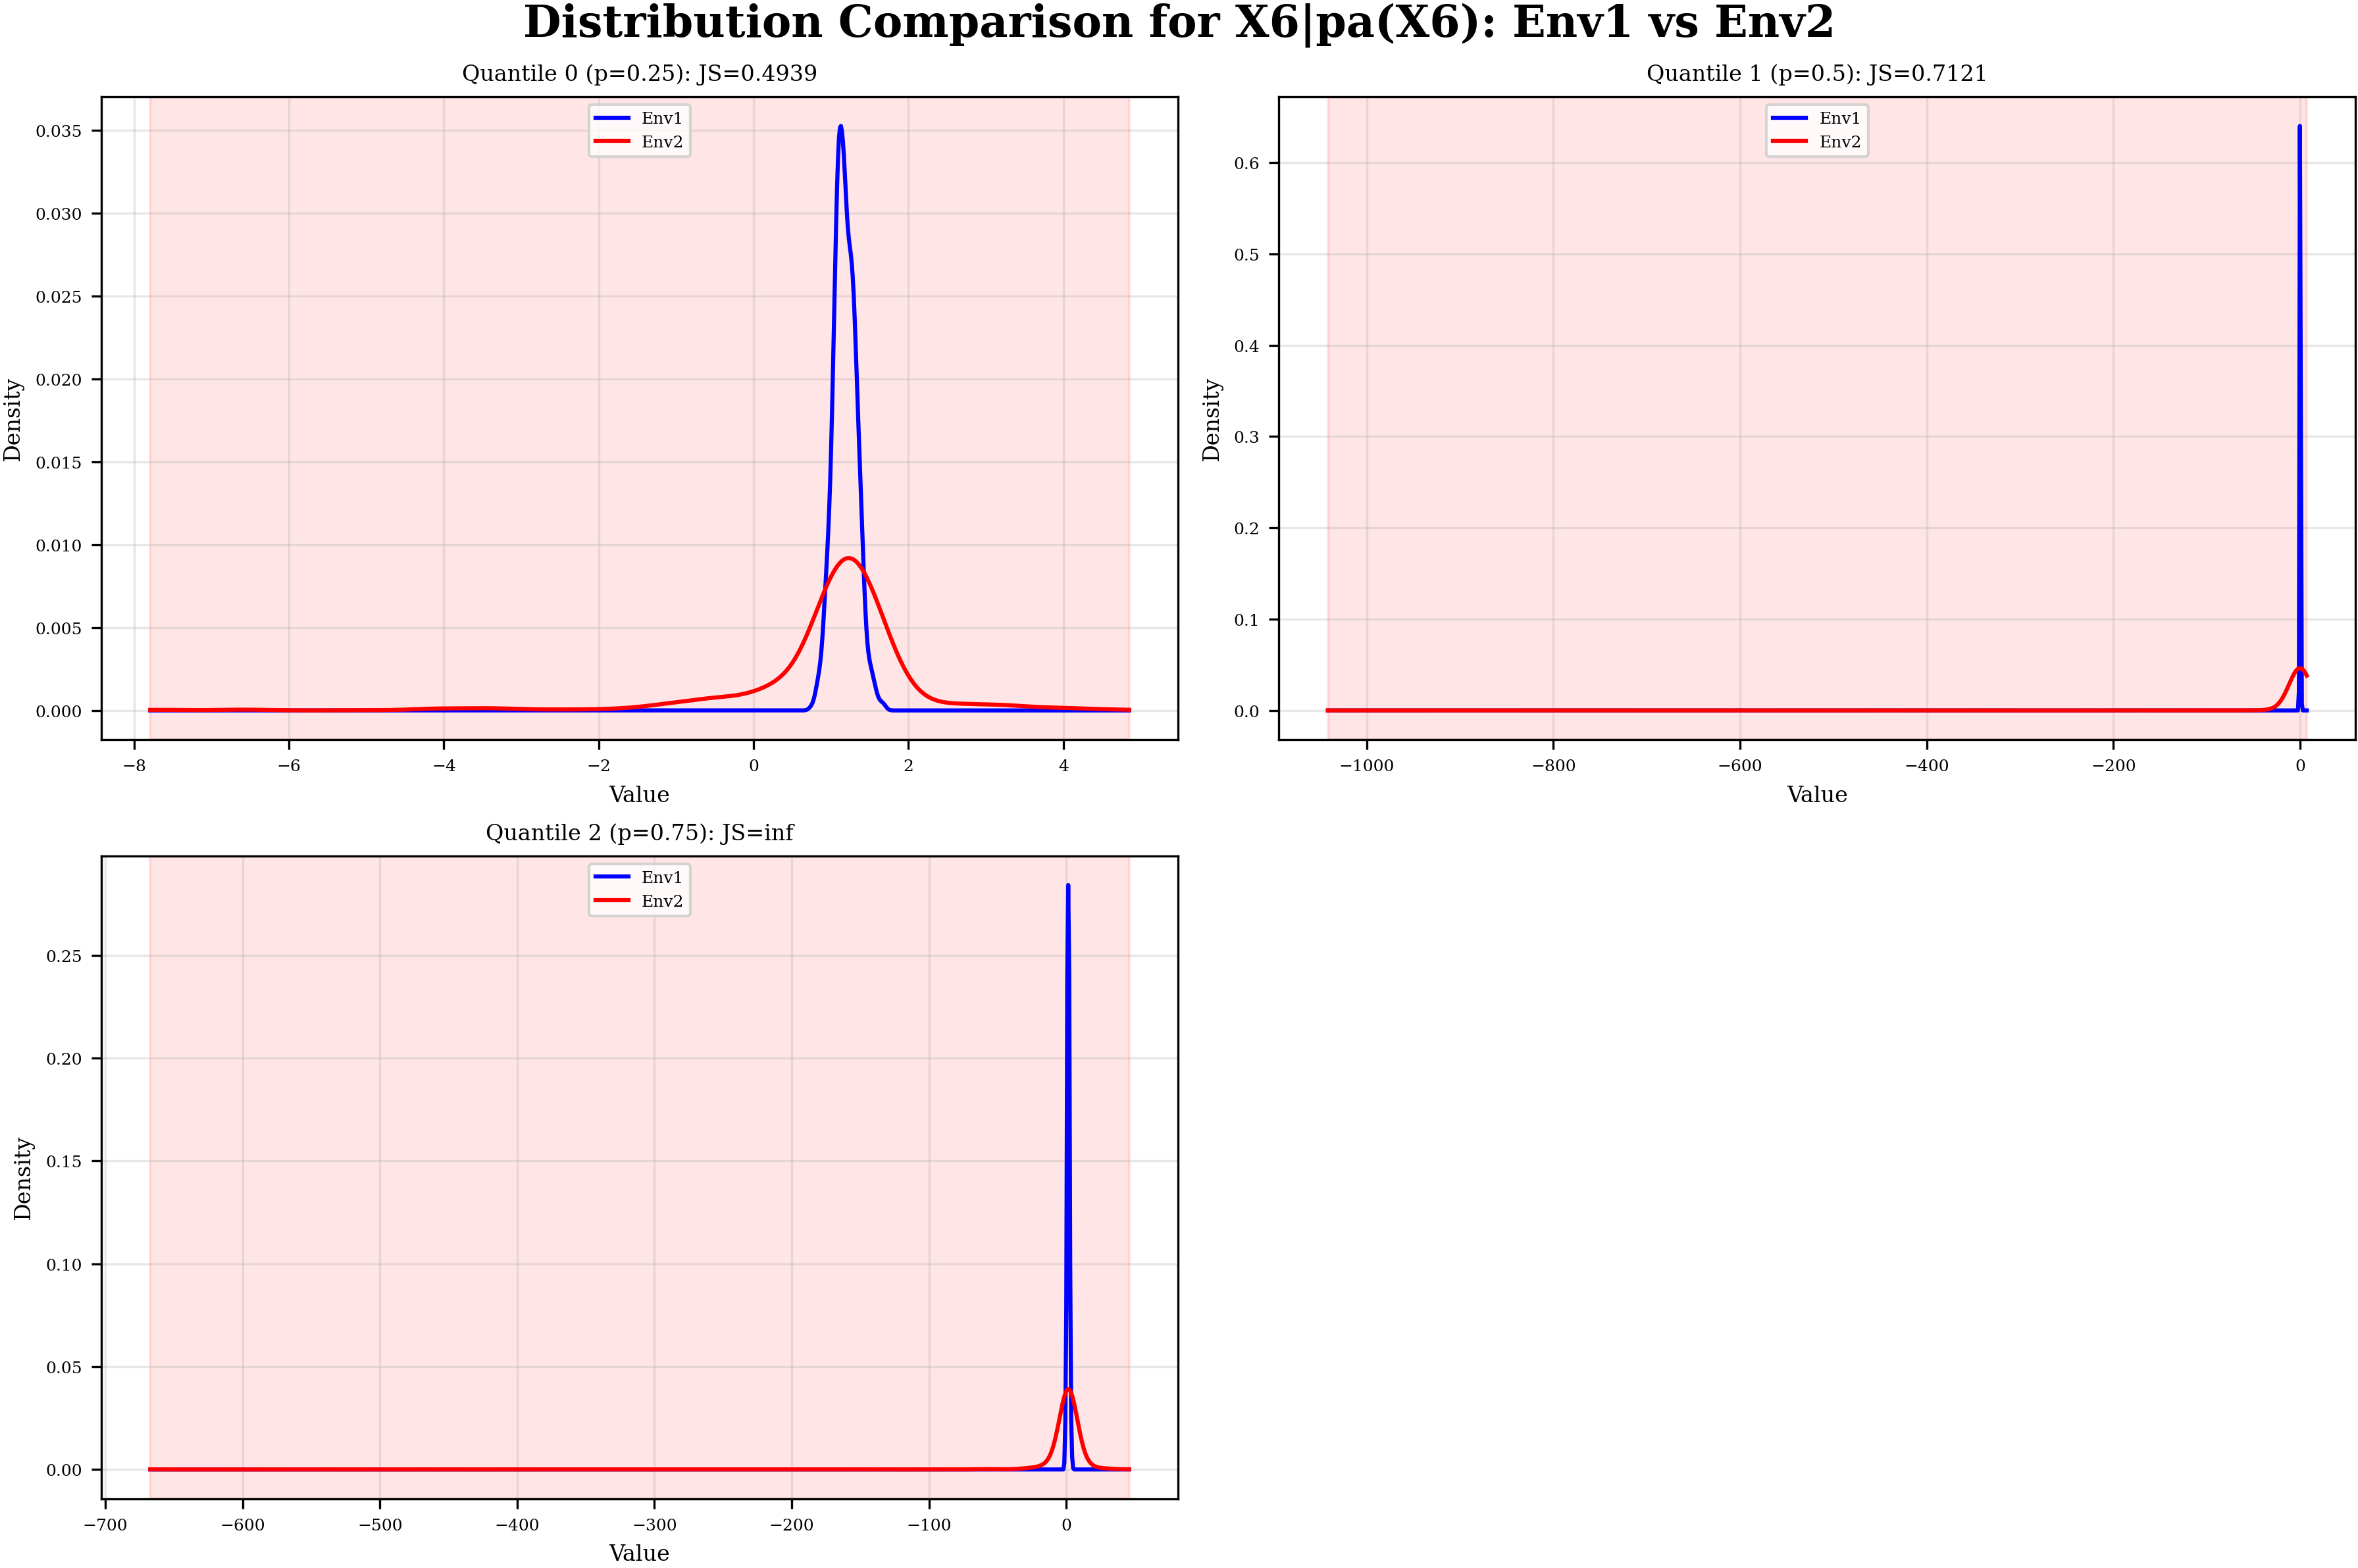 Distribution Comparison for X6|pa(X6): Env1 vs Env2
Quantile 0 (p=0.25): JS=0.4939
Env1
Env2
Density
0.035
0.030
0.025
0.020
0.015
0.010
0.005
0.000
−8 −6 −4 −2 0 2 4
Value
Quantile 1 (p=0.5): JS=0.7121
Env1
Env2
Density
0.6
0.5
0.4
0.3
0.2
0.1
0.0
−1000 −800 −600 −400 −200 0
Value
Quantile 2 (p=0.75): JS=inf
Env1
Env2
Density
0.25
0.20
0.15
0.10
0.05
0.00
−700 −600 −500 −400 −300 −200 −100 0
Value